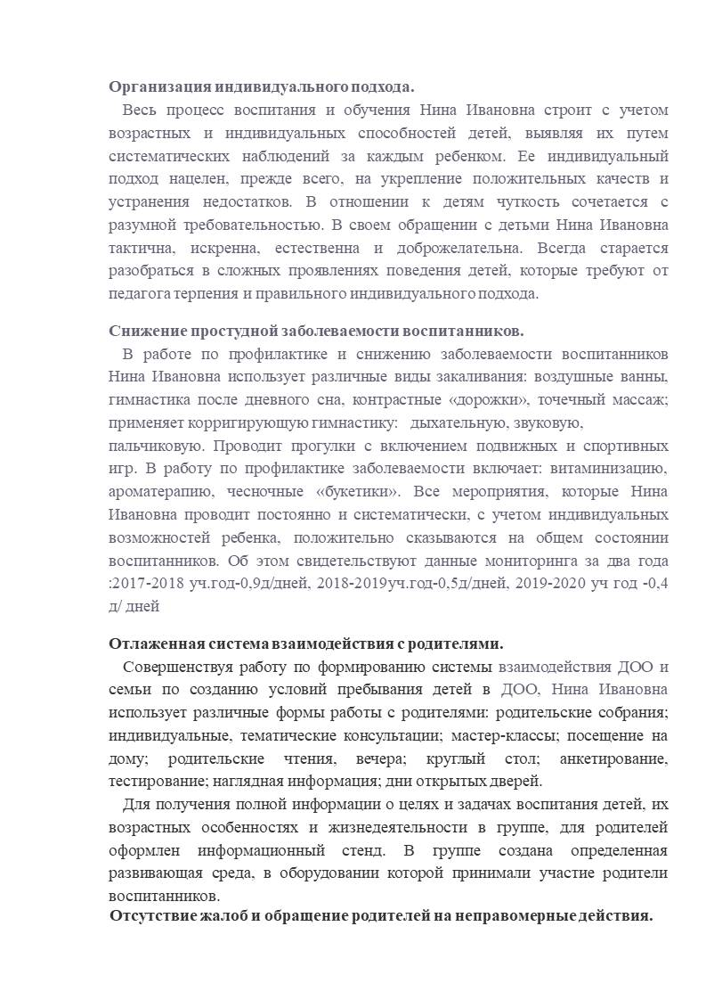 Организация индивидуального подхода.
Весь процесс воспитания и обучения Нина Ивановна строит с учетом
возрастных и индивидуальных способностей детей, выявляя их путем
систематических наблюдений за каждым ребенком. Ее индивидуальный
подход нацелен, прежде всего, на укрепление положительных качеств и
устранения недостатков. В отношении к детям чуткость сочетается с
разумной требовательностью. В своем обращении с детьми Нина Ивановна
тактична, искренна, естественна и доброжелательна. Всегда старается
разобраться в сложных проявлениях поведения детей, которые требуют от
педагога терпения и правильного индивидуального подхода.
Снижение простудной заболеваемости воспитанников.
В работе по профилактике и снижению заболеваемости воспитанников
Нина Ивановна использует различные виды закаливания: воздушные ванны,
гимнастика после дневного сна, контрастные «дорожки», точечный массаж;
применяет корригирующую гимнастику: дыхательную, звуковую,
пальчиковую. Проводит прогулки с включением подвижных и спортивных
игр. В работу по профилактике заболеваемости включает: витаминизацию,
ароматерапию, чесночные «букетики». Все мероприятия, которые Нина
Ивановна проводит постоянно и систематически, с учетом индивидуальных
возможностей ребенка, положительно сказываются на общем состоянии
воспитанников. Об этом свидетельствуют данные мониторинга за два года
:2017-2018 уч.год-0,9д/дней, 2018-2019уч.год-0,5д/дней, 2019-2020 уч год -0,4
д/ дней
Отлаженная система взаимодействия с родителями.
Совершенствуя работу по формированию системы взаимодействия ДОО и
семьи по созданию условий пребывания детей в ДОО, Нина Ивановна
использует различные формы работы с родителями: родительские собрания;
индивидуальные, тематические консультации; мастер-классы; посещение на
дому; родительские чтения, вечера; круглый стол; анкетирование,
тестирование; наглядная информация; дни открытых дверей.
Для получения полной информации о целях и задачах воспитания детей, их
возрастных особенностях и жизнедеятельности в группе, для родителей
оформлен информационный стенд. В группе создана определенная
развивающая среда, в оборудовании которой принимали участие родители
воспитанников.
Отсутствие жалоб и обращение родителей на неправомерные действия.